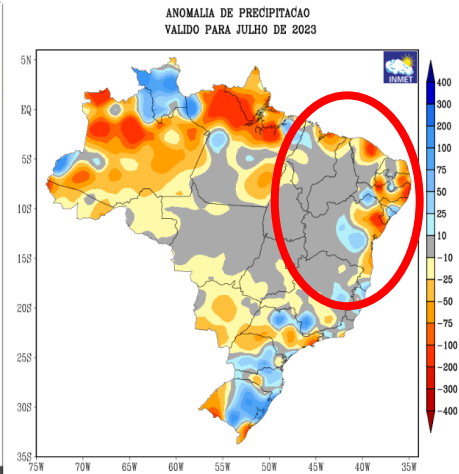 ANOMALIA DE PRECIPITACAO
VALIDO PARA JULHO DE 2023
INMET
5N
EQ
5S
10S
15S
20S
25S
30S
35S
75W
70W
65W
60W
55W
50W
45W
40W
35W
400
300
200
100
75
50
25
10
-10
-25
-50
-75
-100
-200
-300
-400